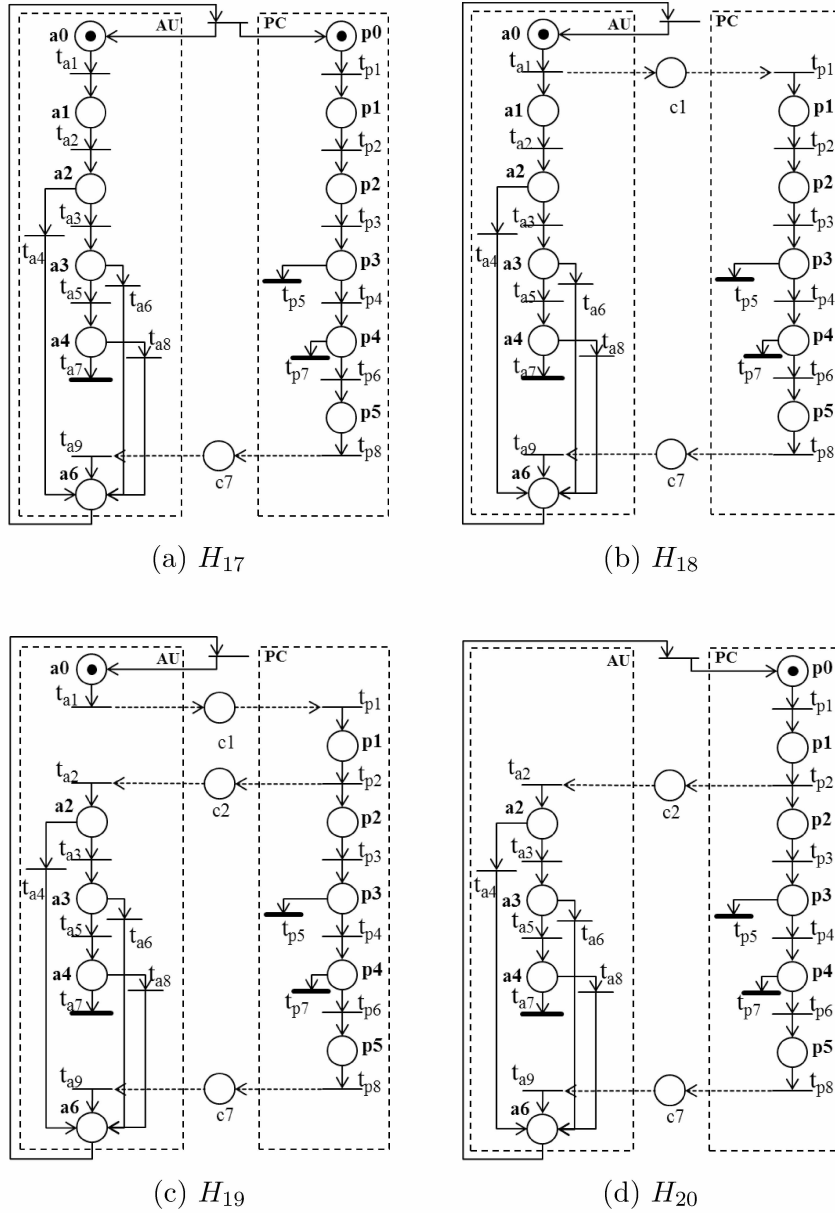 AU PC
a0 p0
t_a1 t_p1
a1 p1
t_a2 t_p2
a2 p2
t_a3 t_p3
t_a4 a3 p3
t_a5 t_a6 t_p5 t_p4
a4 p4
t_a7 t_a8 t_p7 t_p6
p5
t_a9 t_p8
a6 c7
(a) H_17
AU PC
a0
t_a1 t_p1
c1
a1 p1
t_a2 t_p2
a2 p2
t_a3 t_p3
t_a4 a3 p3
t_a5 t_a6 t_p5 t_p4
a4 p4
t_a7 t_a8 t_p7 t_p6
p5
t_a9 t_p8
a6 c7
(b) H_18
AU PC
a0
t_a1 t_p1
c1 p1
t_a2 t_p2
c2
a2 p2
t_a3 t_p3
t_a4 a3 p3
t_a5 t_a6 t_p5 t_p4
a4 p4
t_a7 t_a8 t_p7 t_p6
p5
t_a9 t_p8
a6 c7
(c) H_19
AU PC
p0
t_p1
p1
t_a2 t_p2
c2
a2 p2
t_a3 t_p3
t_a4 a3 p3
t_a5 t_a6 t_p5 t_p4
a4 p4
t_a7 t_a8 t_p7 t_p6
p5
t_a9 t_p8
a6 c7
(d) H_20